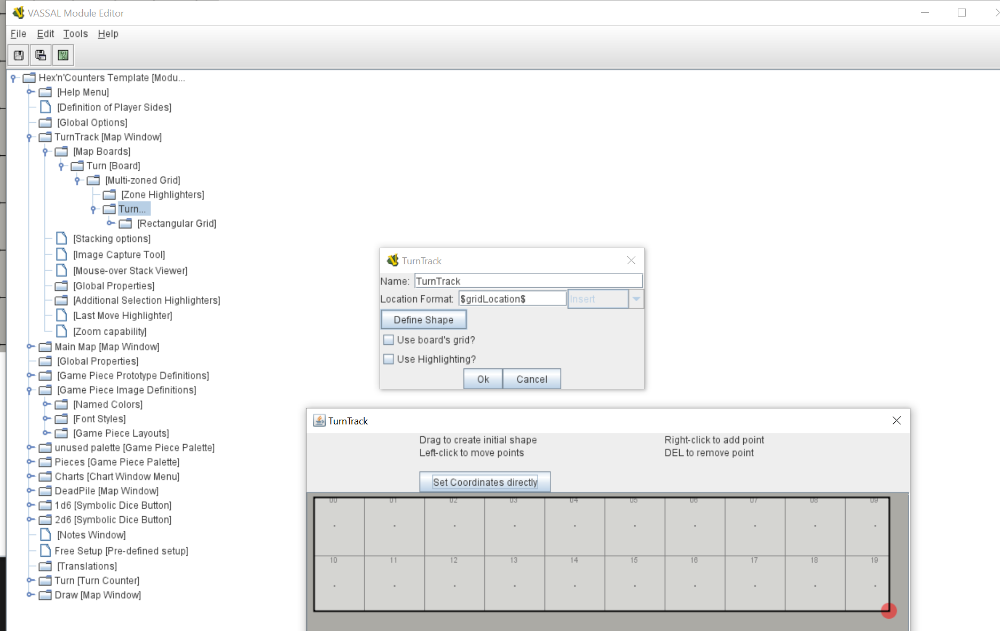 VASSAL Module Editor
File Edit Tools Help
Hex'n'Counters Template [Modu...
[Help Menu]
[Definition of Player Sides]
[Global Options]
TurnTrack [Map Window]
[Map Boards]
Turn [Board]
[Multi-zoned Grid]
[Zone Highlighters]
Turn...
[Rectangular Grid]
[Stacking options]
[Image Capture Tool]
[Mouse-over Stack Viewer]
[Global Properties]
[Additional Selection Highlighters]
[Last Move Highlighter]
[Zoom capability]
Main Map [Map Window]
[Global Properties]
[Game Piece Prototype Definitions]
[Game Piece Image Definitions]
[Named Colors]
[Font Styles]
[Game Piece Layouts]
unused palette [Game Piece Palette]
Pieces [Game Piece Palette]
Charts [Chart Window Menu]
DeadPile [Map Window]
1d6 [Symbolic Dice Button]
2d6 [Symbolic Dice Button]
[Notes Window]
Free Setup [Pre-defined setup]
[Translations]
Turn [Turn Counter]
Draw [Map Window]
TurnTrack
Name: TurnTrack
Location Format: $gridLocation$ Insert
Define Shape
Use board's grid?
Use Highlighting?
Ok Cancel
TurnTrack
Drag to create initial shape Right-click to add point
Left-click to move points DEL to remove point
Set Coordinates directly
00 01 02 03 04 05 06 07 08 09
10 11 12 13 14 15 16 17 18 19